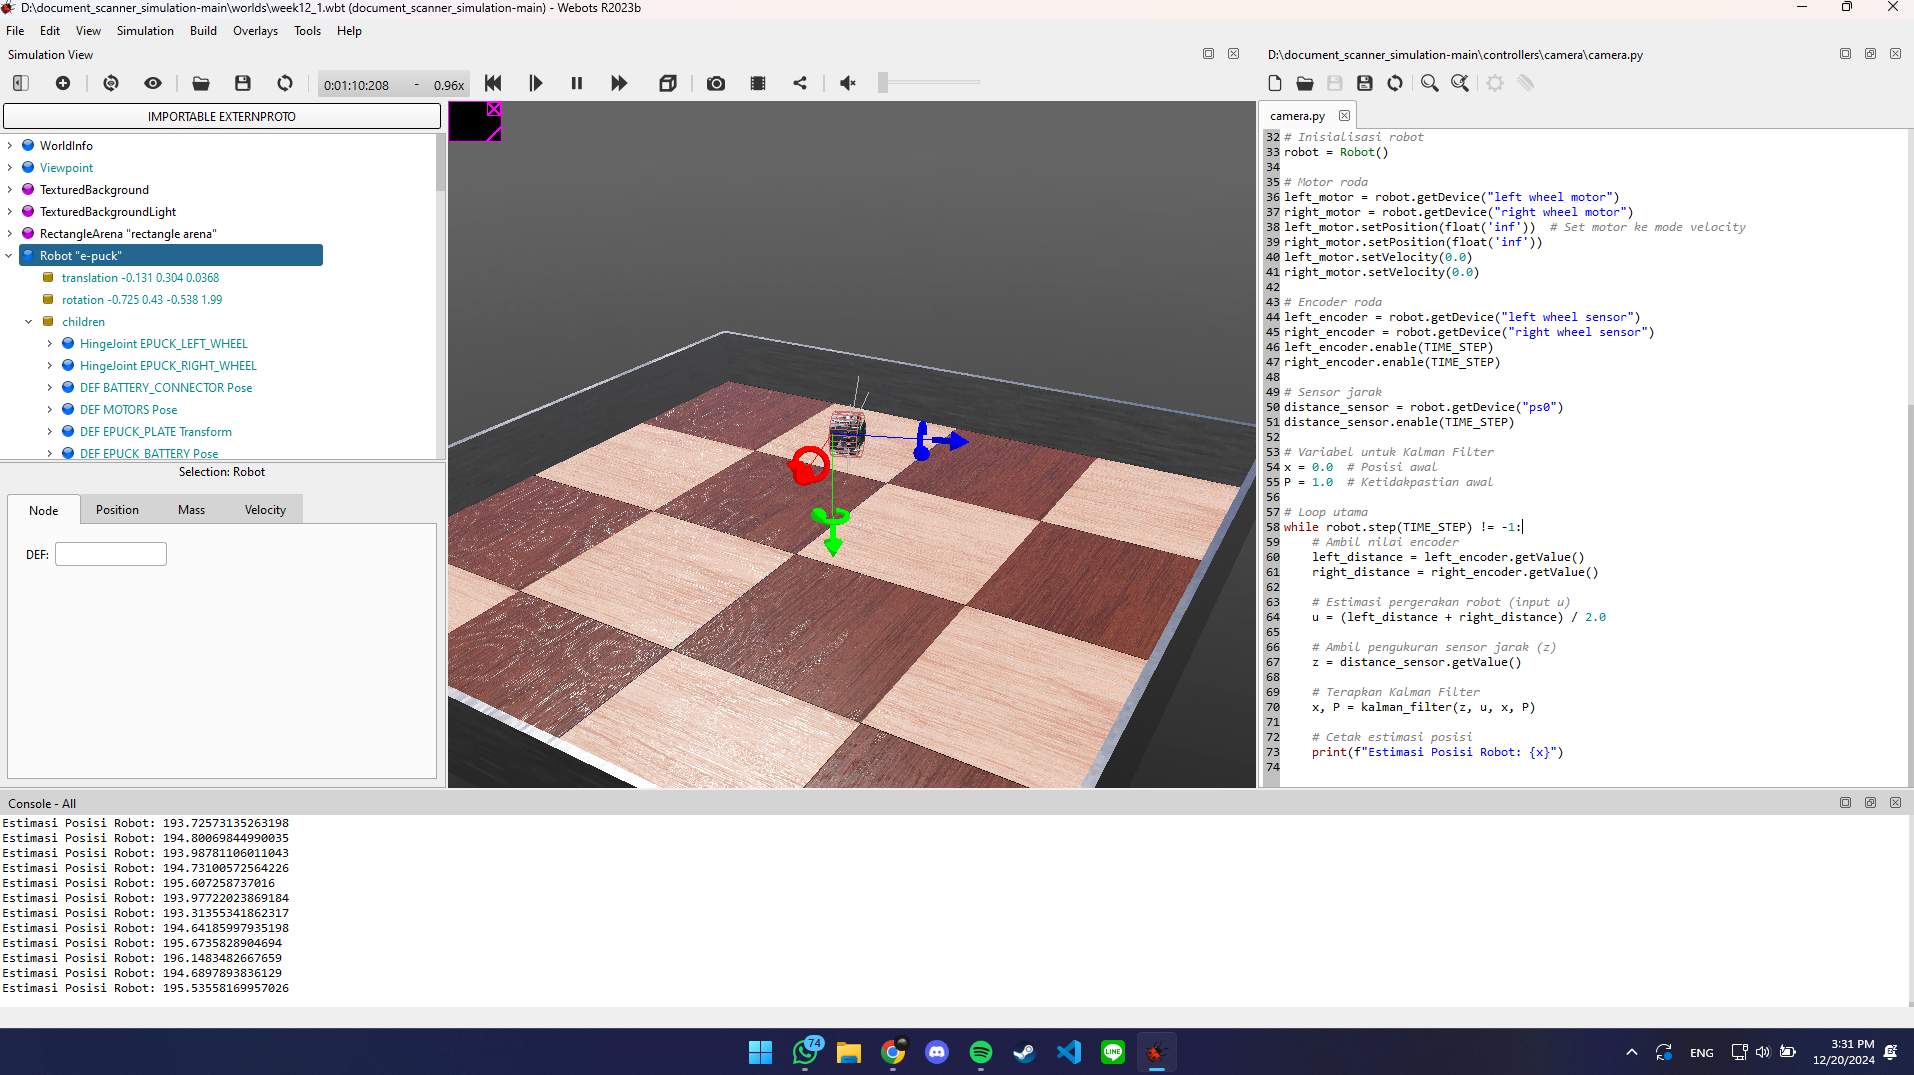 D:\document_scanner_simulation-main\worlds\week12_1.wbt (document_scanner_simulation-main) - Webots R2023b
File Edit View Simulation Build Overlays Tools Help
Simulation View
0:01:10:208 - 0.96x
IMPORTABLE EXTERNPROTO
WorldInfo
Viewpoint
TexturedBackground
TexturedBackgroundLight
RectangleArena "rectangle arena"
Robot "e-puck"
translation -0.131 0.304 0.0368
rotation -0.725 0.43 -0.538 1.99
children
HingeJoint EPUCK_LEFT_WHEEL
HingeJoint EPUCK_RIGHT_WHEEL
DEF BATTERY_CONNECTOR Pose
DEF MOTORS Pose
DEF EPUCK_PLATE Transform
DEF EPUCK_BATTERY Pose
Selection: Robot
Node Position Mass Velocity
DEF:
D:\document_scanner_simulation-main\controllers\camera\camera.py
camera.py
32 # Inisialisasi robot
33 robot = Robot()
34
35 # Motor roda
36 left_motor = robot.getDevice("left wheel motor")
37 right_motor = robot.getDevice("right wheel motor")
38 left_motor.setPosition(float('inf')) # Set motor ke mode velocity
39 right_motor.setPosition(float('inf'))
40 left_motor.setVelocity(0.0)
41 right_motor.setVelocity(0.0)
42
43 # Encoder roda
44 left_encoder = robot.getDevice("left wheel sensor")
45 right_encoder = robot.getDevice("right wheel sensor")
46 left_encoder.enable(TIME_STEP)
47 right_encoder.enable(TIME_STEP)
48
49 # Sensor jarak
50 distance_sensor = robot.getDevice("ps0")
51 distance_sensor.enable(TIME_STEP)
52
53 # Variabel untuk Kalman Filter
54 x = 0.0 # Posisi awal
55 P = 1.0 # Ketidakpastian awal
56
57 # Loop utama
58 while robot.step(TIME_STEP) != -1:
59 # Ambil nilai encoder
60 left_distance = left_encoder.getValue()
61 right_distance = right_encoder.getValue()
62
63 # Estimasi pergerakan robot (input u)
64 u = (left_distance + right_distance) / 2.0
65
66 # Ambil pengukuran sensor jarak (z)
67 z = distance_sensor.getValue()
68
69 # Terapkan Kalman Filter
70 x, P = kalman_filter(z, u, x, P)
71
72 # Cetak estimasi posisi
73 print(f"Estimasi Posisi Robot: {x}")
74
Console - All
Estimasi Posisi Robot: 193.72573135263198
Estimasi Posisi Robot: 194.80069844990035
Estimasi Posisi Robot: 193.98781106011043
Estimasi Posisi Robot: 194.73100572564226
Estimasi Posisi Robot: 195.607258737016
Estimasi Posisi Robot: 193.97722023869184
Estimasi Posisi Robot: 193.31355341862317
Estimasi Posisi Robot: 194.64185997935198
Estimasi Posisi Robot: 195.6735828904694
Estimasi Posisi Robot: 196.1483482667659
Estimasi Posisi Robot: 194.6897893836129
Estimasi Posisi Robot: 195.53558169957026
74
LINE
ENG
3:31 PM
12/20/2024